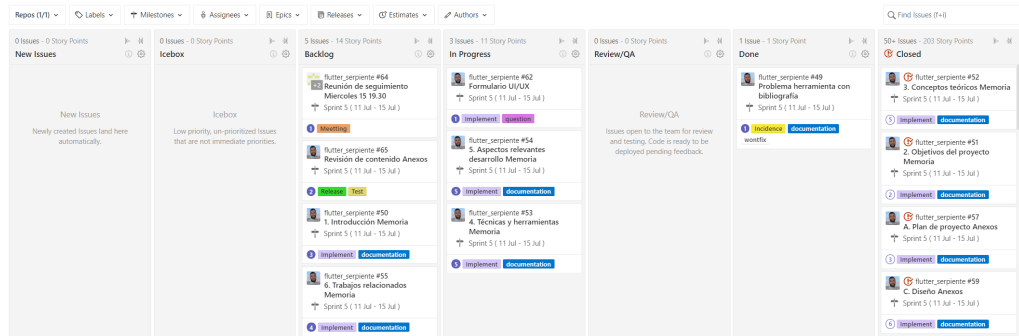 Repos (1/1) Labels Milestones Assignees Epics Releases Estimates Authors Find Issues (f+i)
0 Issues - 0 Story Points
New Issues
New Issues
Newly created Issues land here
automatically.
0 Issues - 0 Story Points
Icebox
Icebox
Low priority, un-prioritized Issues
that are not immediate priorities.
5 Issues - 14 Story Points
Backlog
+2
flutter_serpiente #64
Reunión de seguimiento
Miercoles 15 19.30
Sprint 5 ( 11 Jul - 15 Jul )
1 Meetting
flutter_serpiente #65
Revisión de contenido Anexos
Sprint 5 ( 11 Jul - 15 Jul )
2 Release Test
flutter_serpiente #50
1. Introducción Memoria
Sprint 5 ( 11 Jul - 15 Jul )
3 Implement documentation
flutter_serpiente #55
6. Trabajos relacionados
Memoria
Sprint 5 ( 11 Jul - 15 Jul )
4 Implement documentation
3 Issues - 11 Story Points
In Progress
flutter_serpiente #62
Formulario UI/UX
Sprint 5 ( 11 Jul - 15 Jul )
1 Implement question
flutter_serpiente #54
5. Aspectos relevantes
desarrollo Memoria
Sprint 5 ( 11 Jul - 15 Jul )
5 Implement documentation
flutter_serpiente #53
4. Técnicas y herramientas
Memoria
Sprint 5 ( 11 Jul - 15 Jul )
5 Implement documentation
0 Issues - 0 Story Points
Review/QA
Review/QA
Issues open to the team for review
and testing. Code is ready to be
deployed pending feedback.
1 Issue - 1 Story Point
Done
flutter_serpiente #49
Problema herramienta con
bibliografía
Sprint 5 ( 11 Jul - 15 Jul )
1 Incidence documentation
wontfix
50+ Issues - 203 Story Points
Closed
flutter_serpiente #52
3. Conceptos teóricos Memoria
Sprint 5 ( 11 Jul - 15 Jul )
5 Implement documentation
flutter_serpiente #51
2. Objetivos del proyecto
Memoria
Sprint 5 ( 11 Jul - 15 Jul )
2 Implement documentation
flutter_serpiente #57
A. Plan de proyecto Anexos
Sprint 5 ( 11 Jul - 15 Jul )
3 Implement documentation
flutter_serpiente #59
C. Diseño Anexos
Sprint 5 ( 11 Jul - 15 Jul )
6 Implement documentation